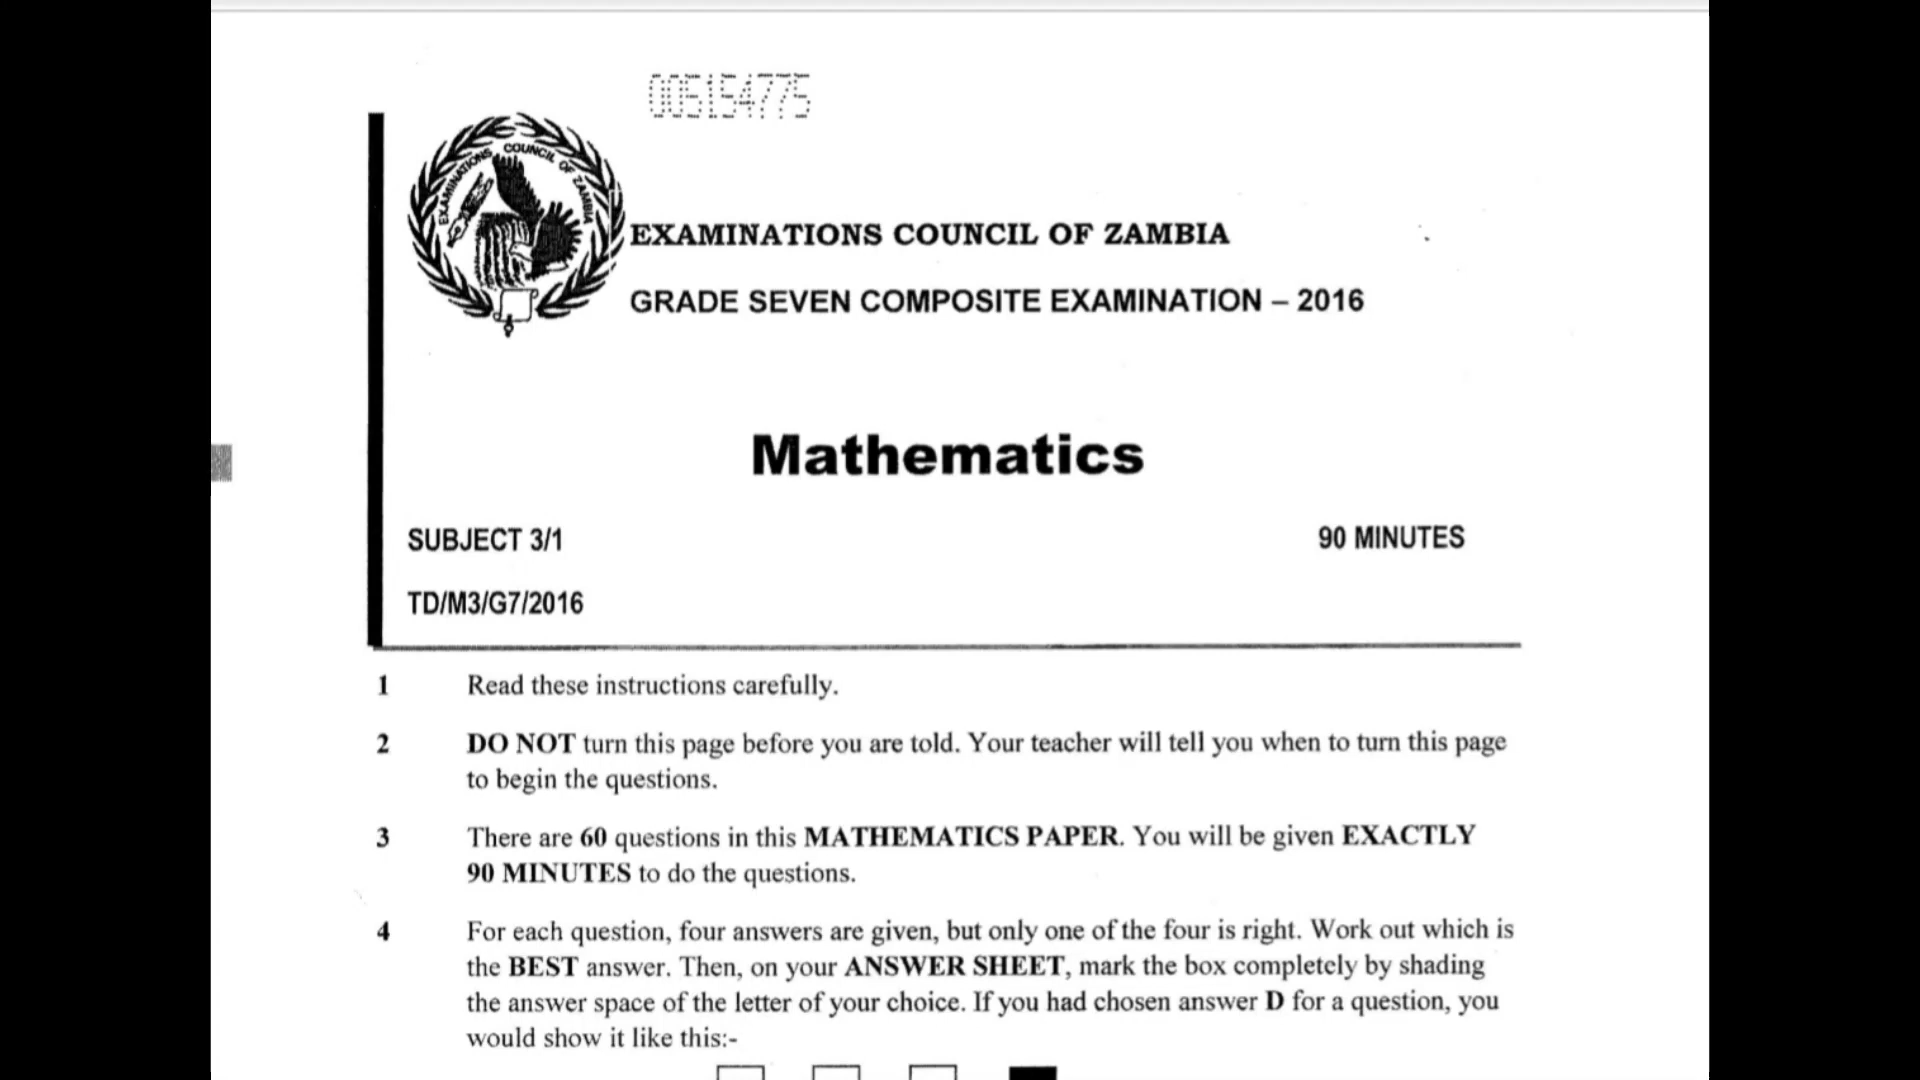 005154775
EXAMINATIONS COUNCIL OF ZAMBIA
EXAMINATIONS COUNCIL OF ZAMBIA
GRADE SEVEN COMPOSITE EXAMINATION – 2016
Mathematics
SUBJECT 3/1 90 MINUTES
TD/M3/G7/2016
1 Read these instructions carefully.
2 DO NOT turn this page before you are told. Your teacher will tell you when to turn this page
to begin the questions.
3 There are 60 questions in this MATHEMATICS PAPER. You will be given EXACTLY
90 MINUTES to do the questions.
4 For each question, four answers are given, but only one of the four is right. Work out which is
the BEST answer. Then, on your ANSWER SHEET, mark the box completely by shading
the answer space of the letter of your choice. If you had chosen answer D for a question, you
would show it like this:-